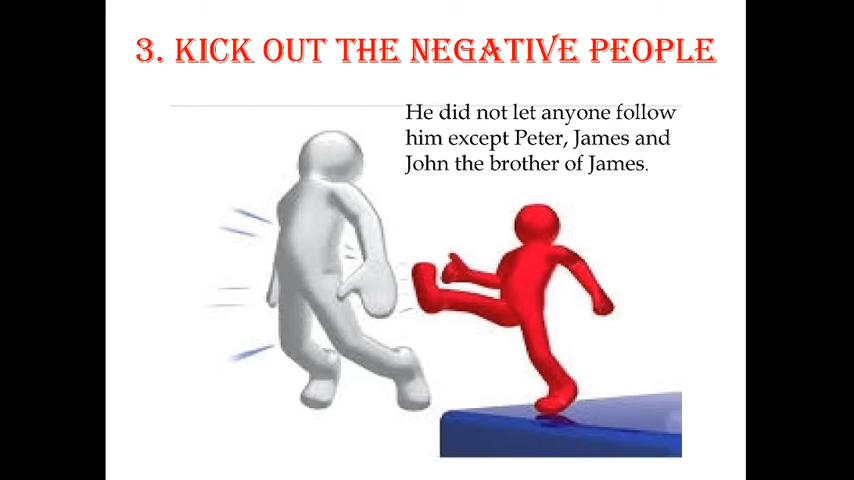 3. KICK OUT THE NEGATIVE PEOPLE
He did not let anyone follow
him except Peter, James and
John the brother of James.